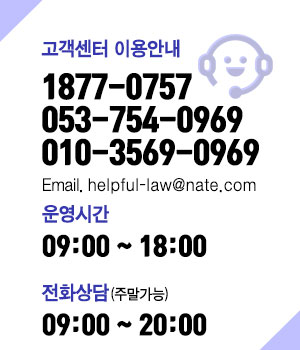 고객센터 이용안내
1877-0757
053-754-0969
010-3569-0969
Email. helpful-law@nate.com
운영시간
09:00 ~ 18:00
전화상담 (주말가능)
09:00 ~ 20:00